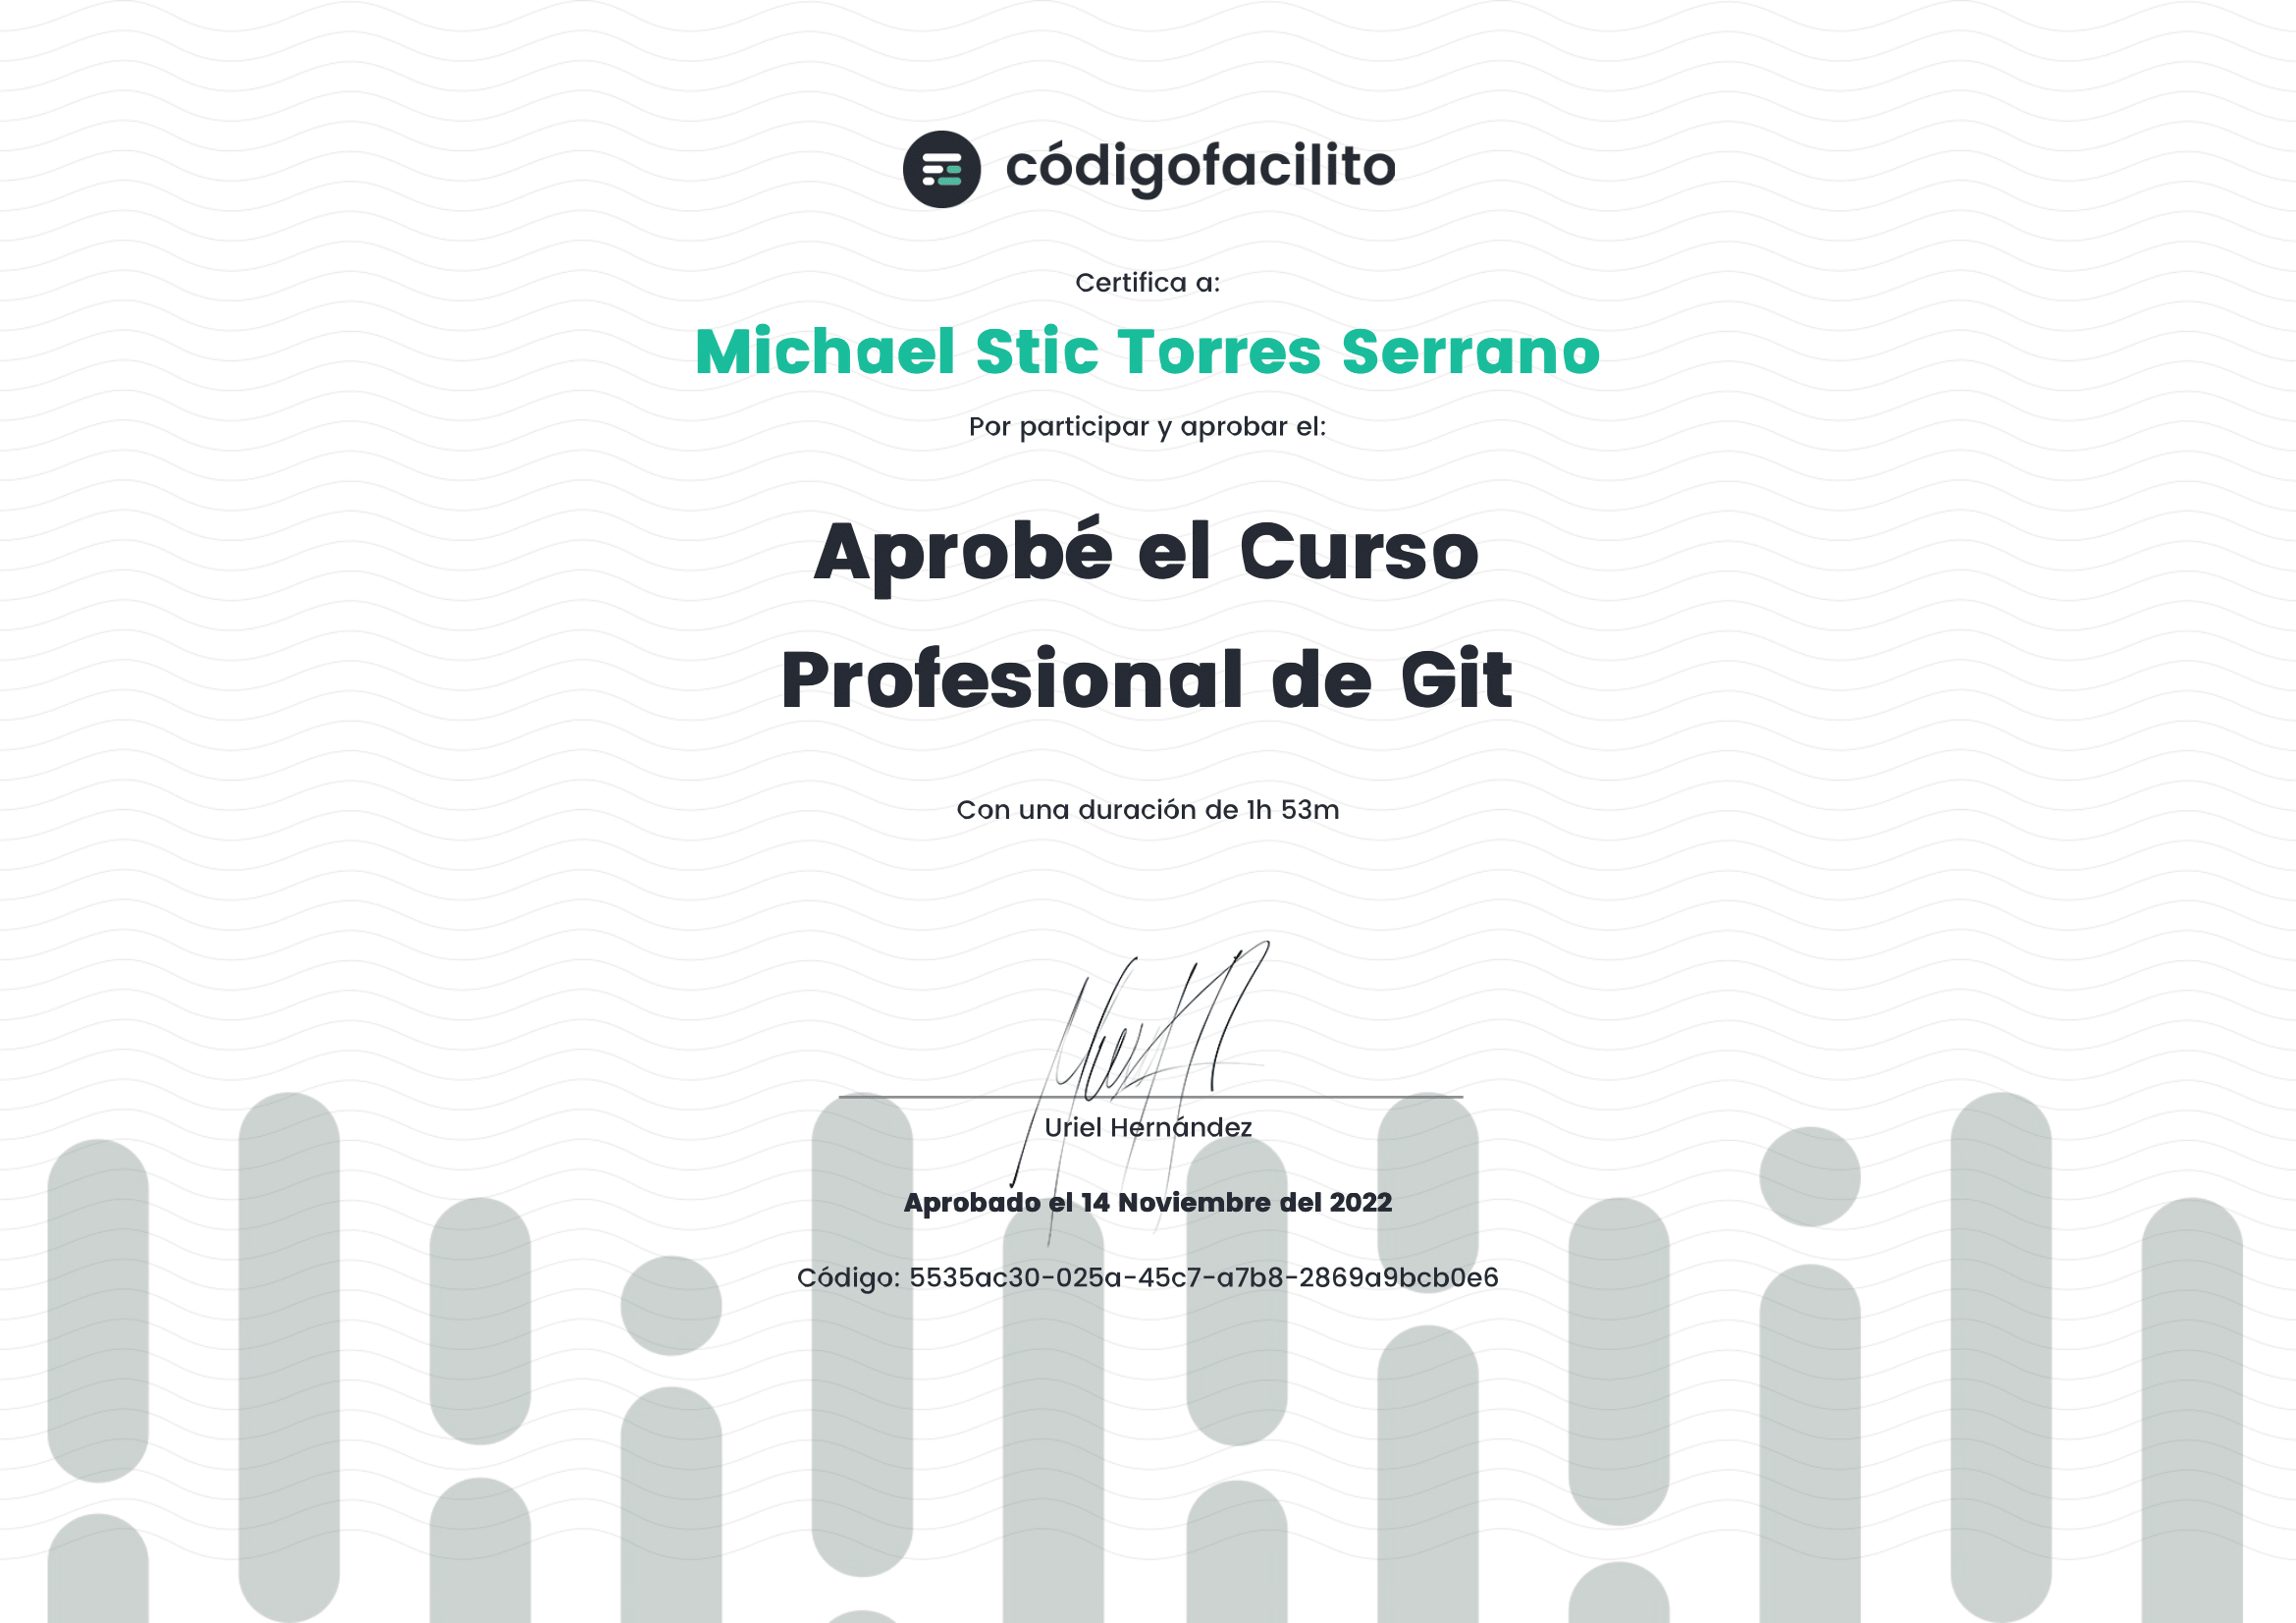 códigofacilito
Certifica a:
Michael Stic Torres Serrano
Por participar y aprobar el:
Aprobé el Curso
Profesional de Git
Con una duración de 1h 53m
Uriel Hernández
Aprobado el 14 Noviembre del 2022
Código: 5535ac30-025a-45c7-a7b8-2869a9bcb0e6